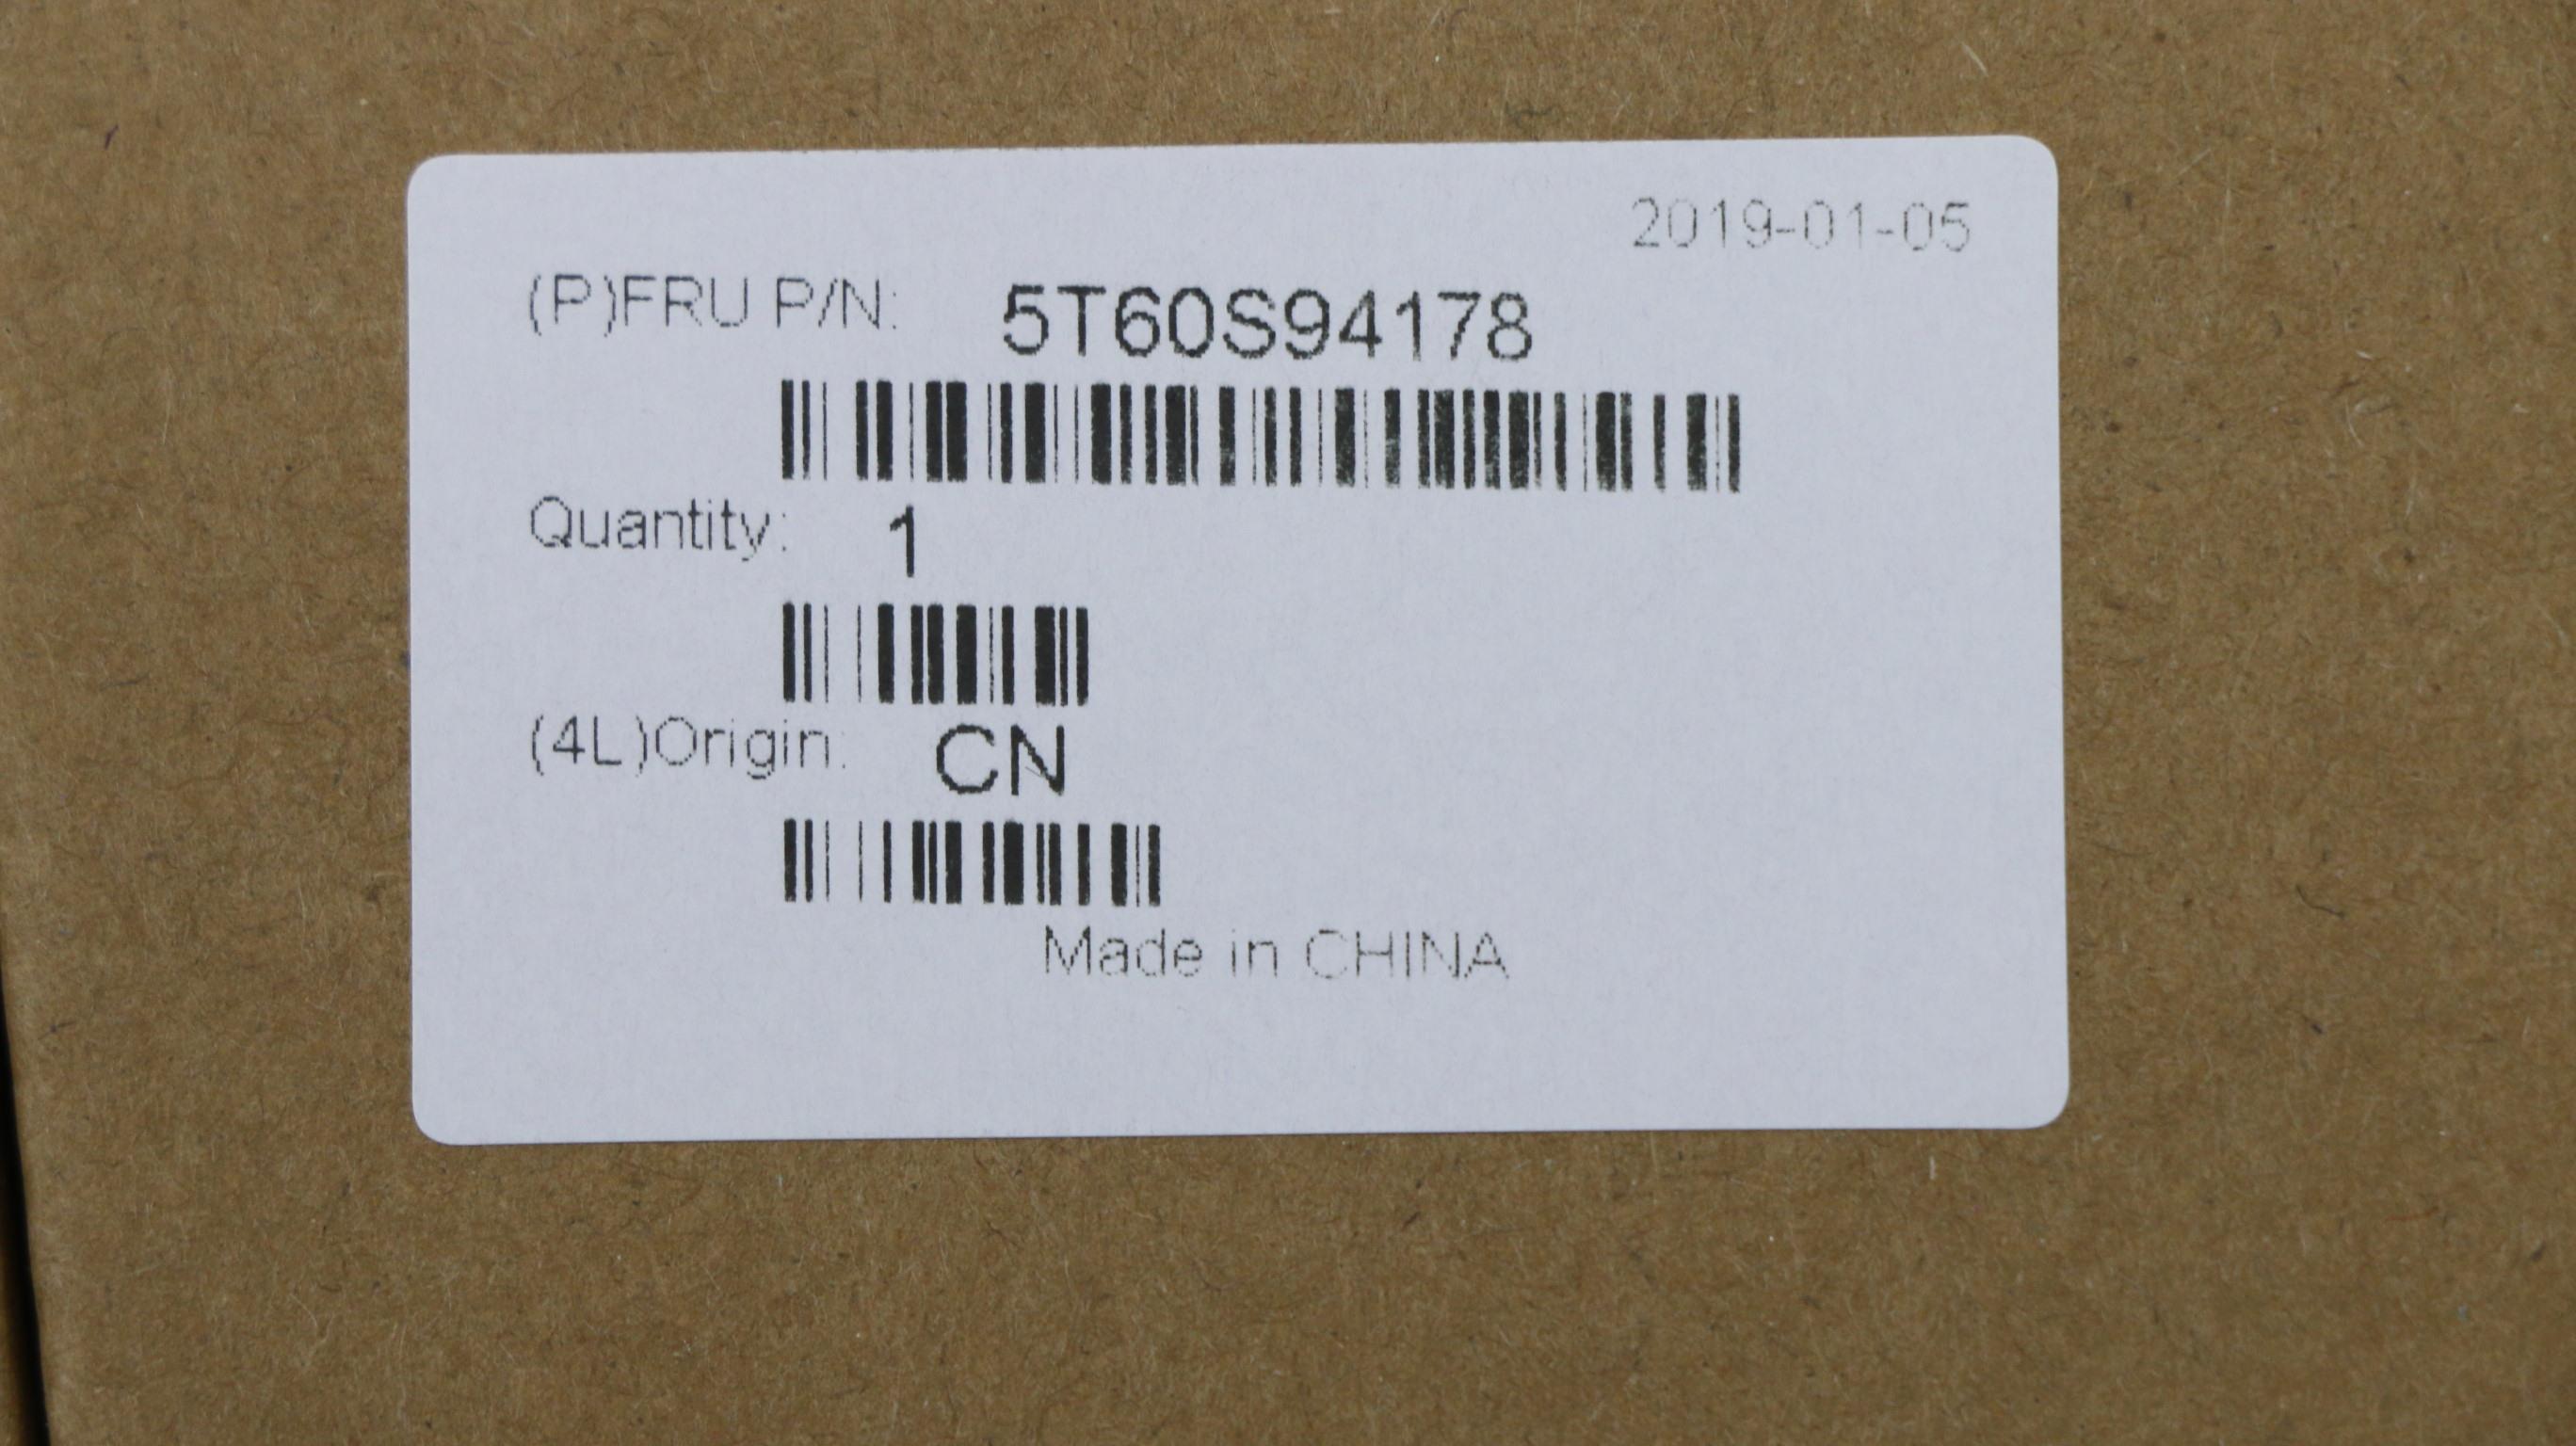 2019-01-05
(P)FRU P/N: 5T60S94178
Quantity: 1
(4L)Origin: CN
Made in CHINA